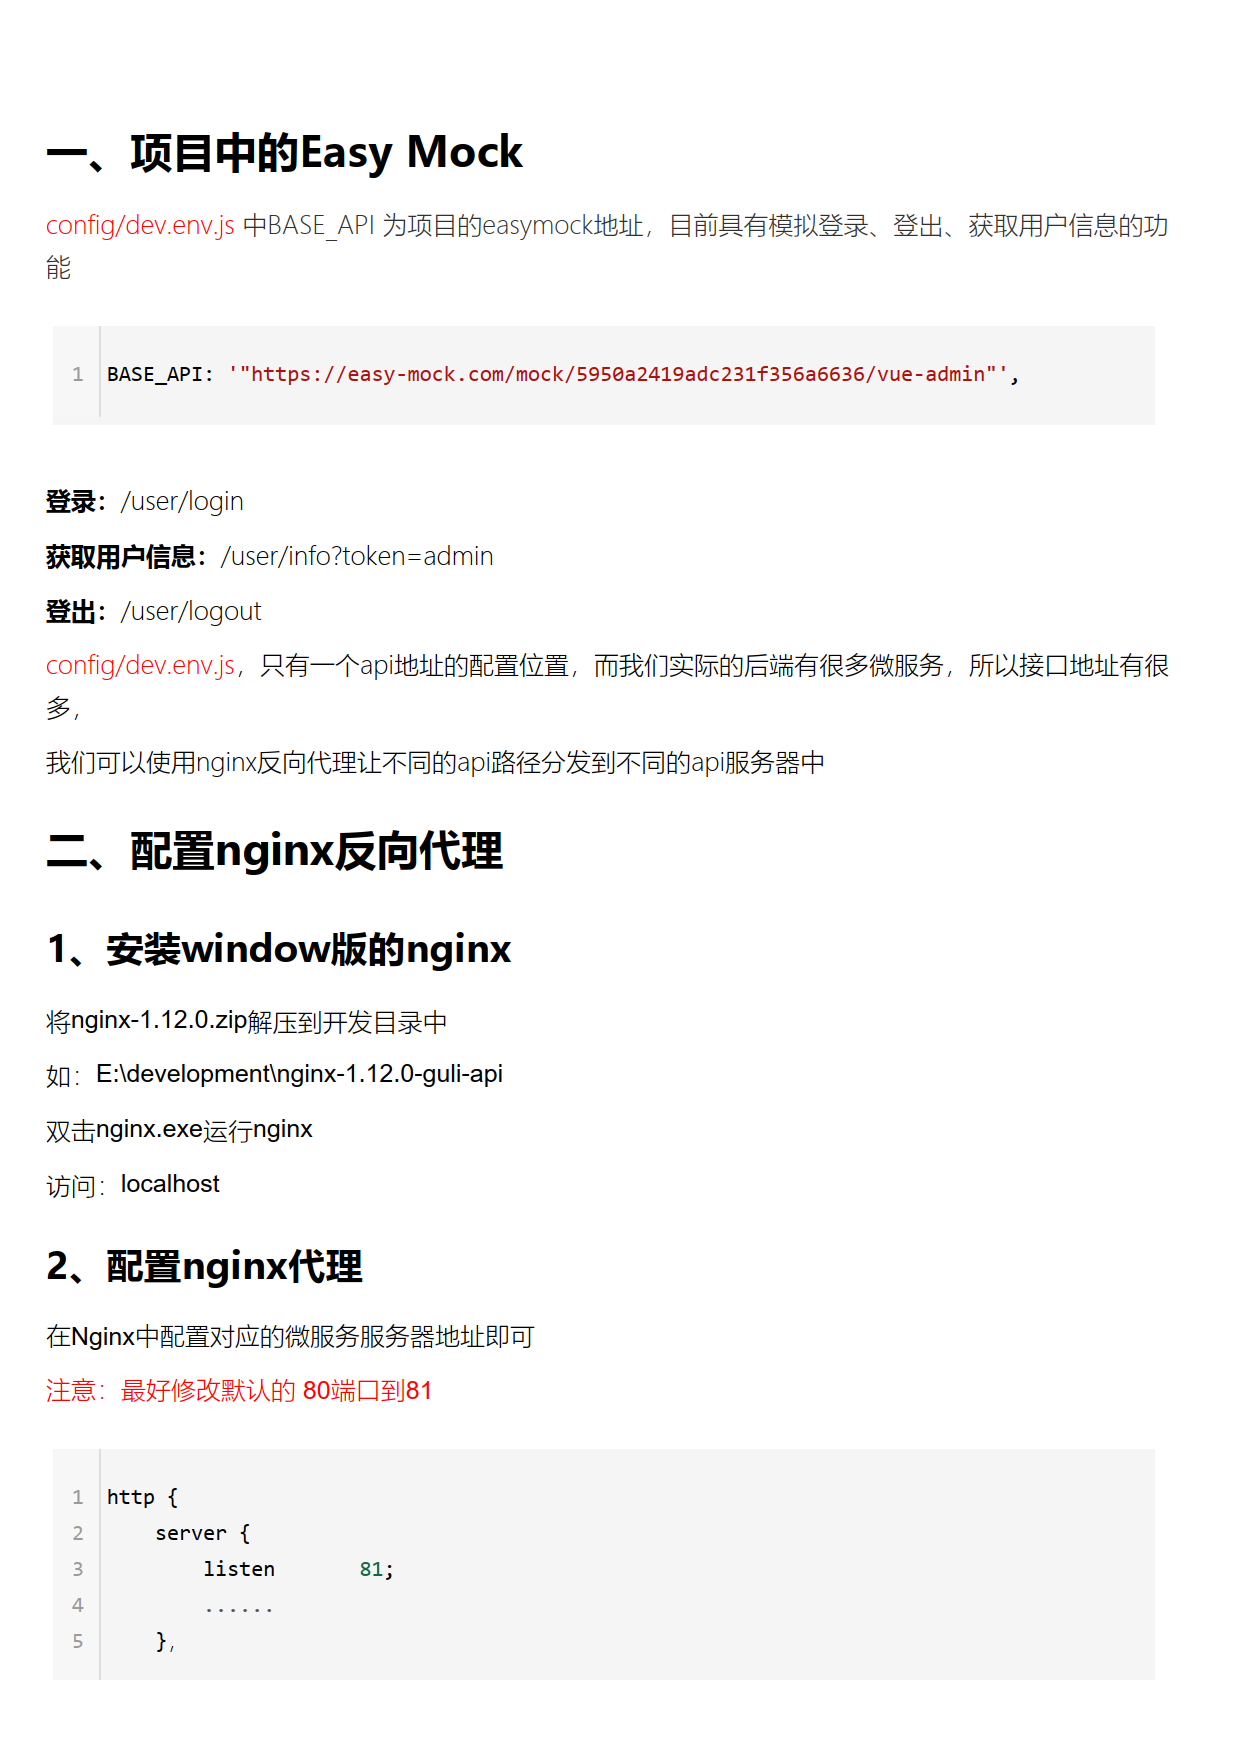 一、项目中的Easy Mock
config/dev.env.js 中BASE_API 为项目的easymock地址，目前具有模拟登录、登出、获取用户信息的功
能
1 BASE_API: '"https://easy-mock.com/mock/5950a2419adc231f356a6636/vue-admin"',
登录：/user/login
获取用户信息：/user/info?token=admin
登出：/user/logout
config/dev.env.js，只有一个api地址的配置位置，而我们实际的后端有很多微服务，所以接口地址有很
多，
我们可以使用nginx反向代理让不同的api路径分发到不同的api服务器中
二、配置nginx反向代理
1、安装window版的nginx
将nginx-1.12.0.zip解压到开发目录中
如：E:\development\nginx-1.12.0-guli-api
双击nginx.exe运行nginx
访问：localhost
2、配置nginx代理
在Nginx中配置对应的微服务服务器地址即可
注意：最好修改默认的 80端口到81
1 http {
2     server {
3         listen       81;
4         ......
5     },